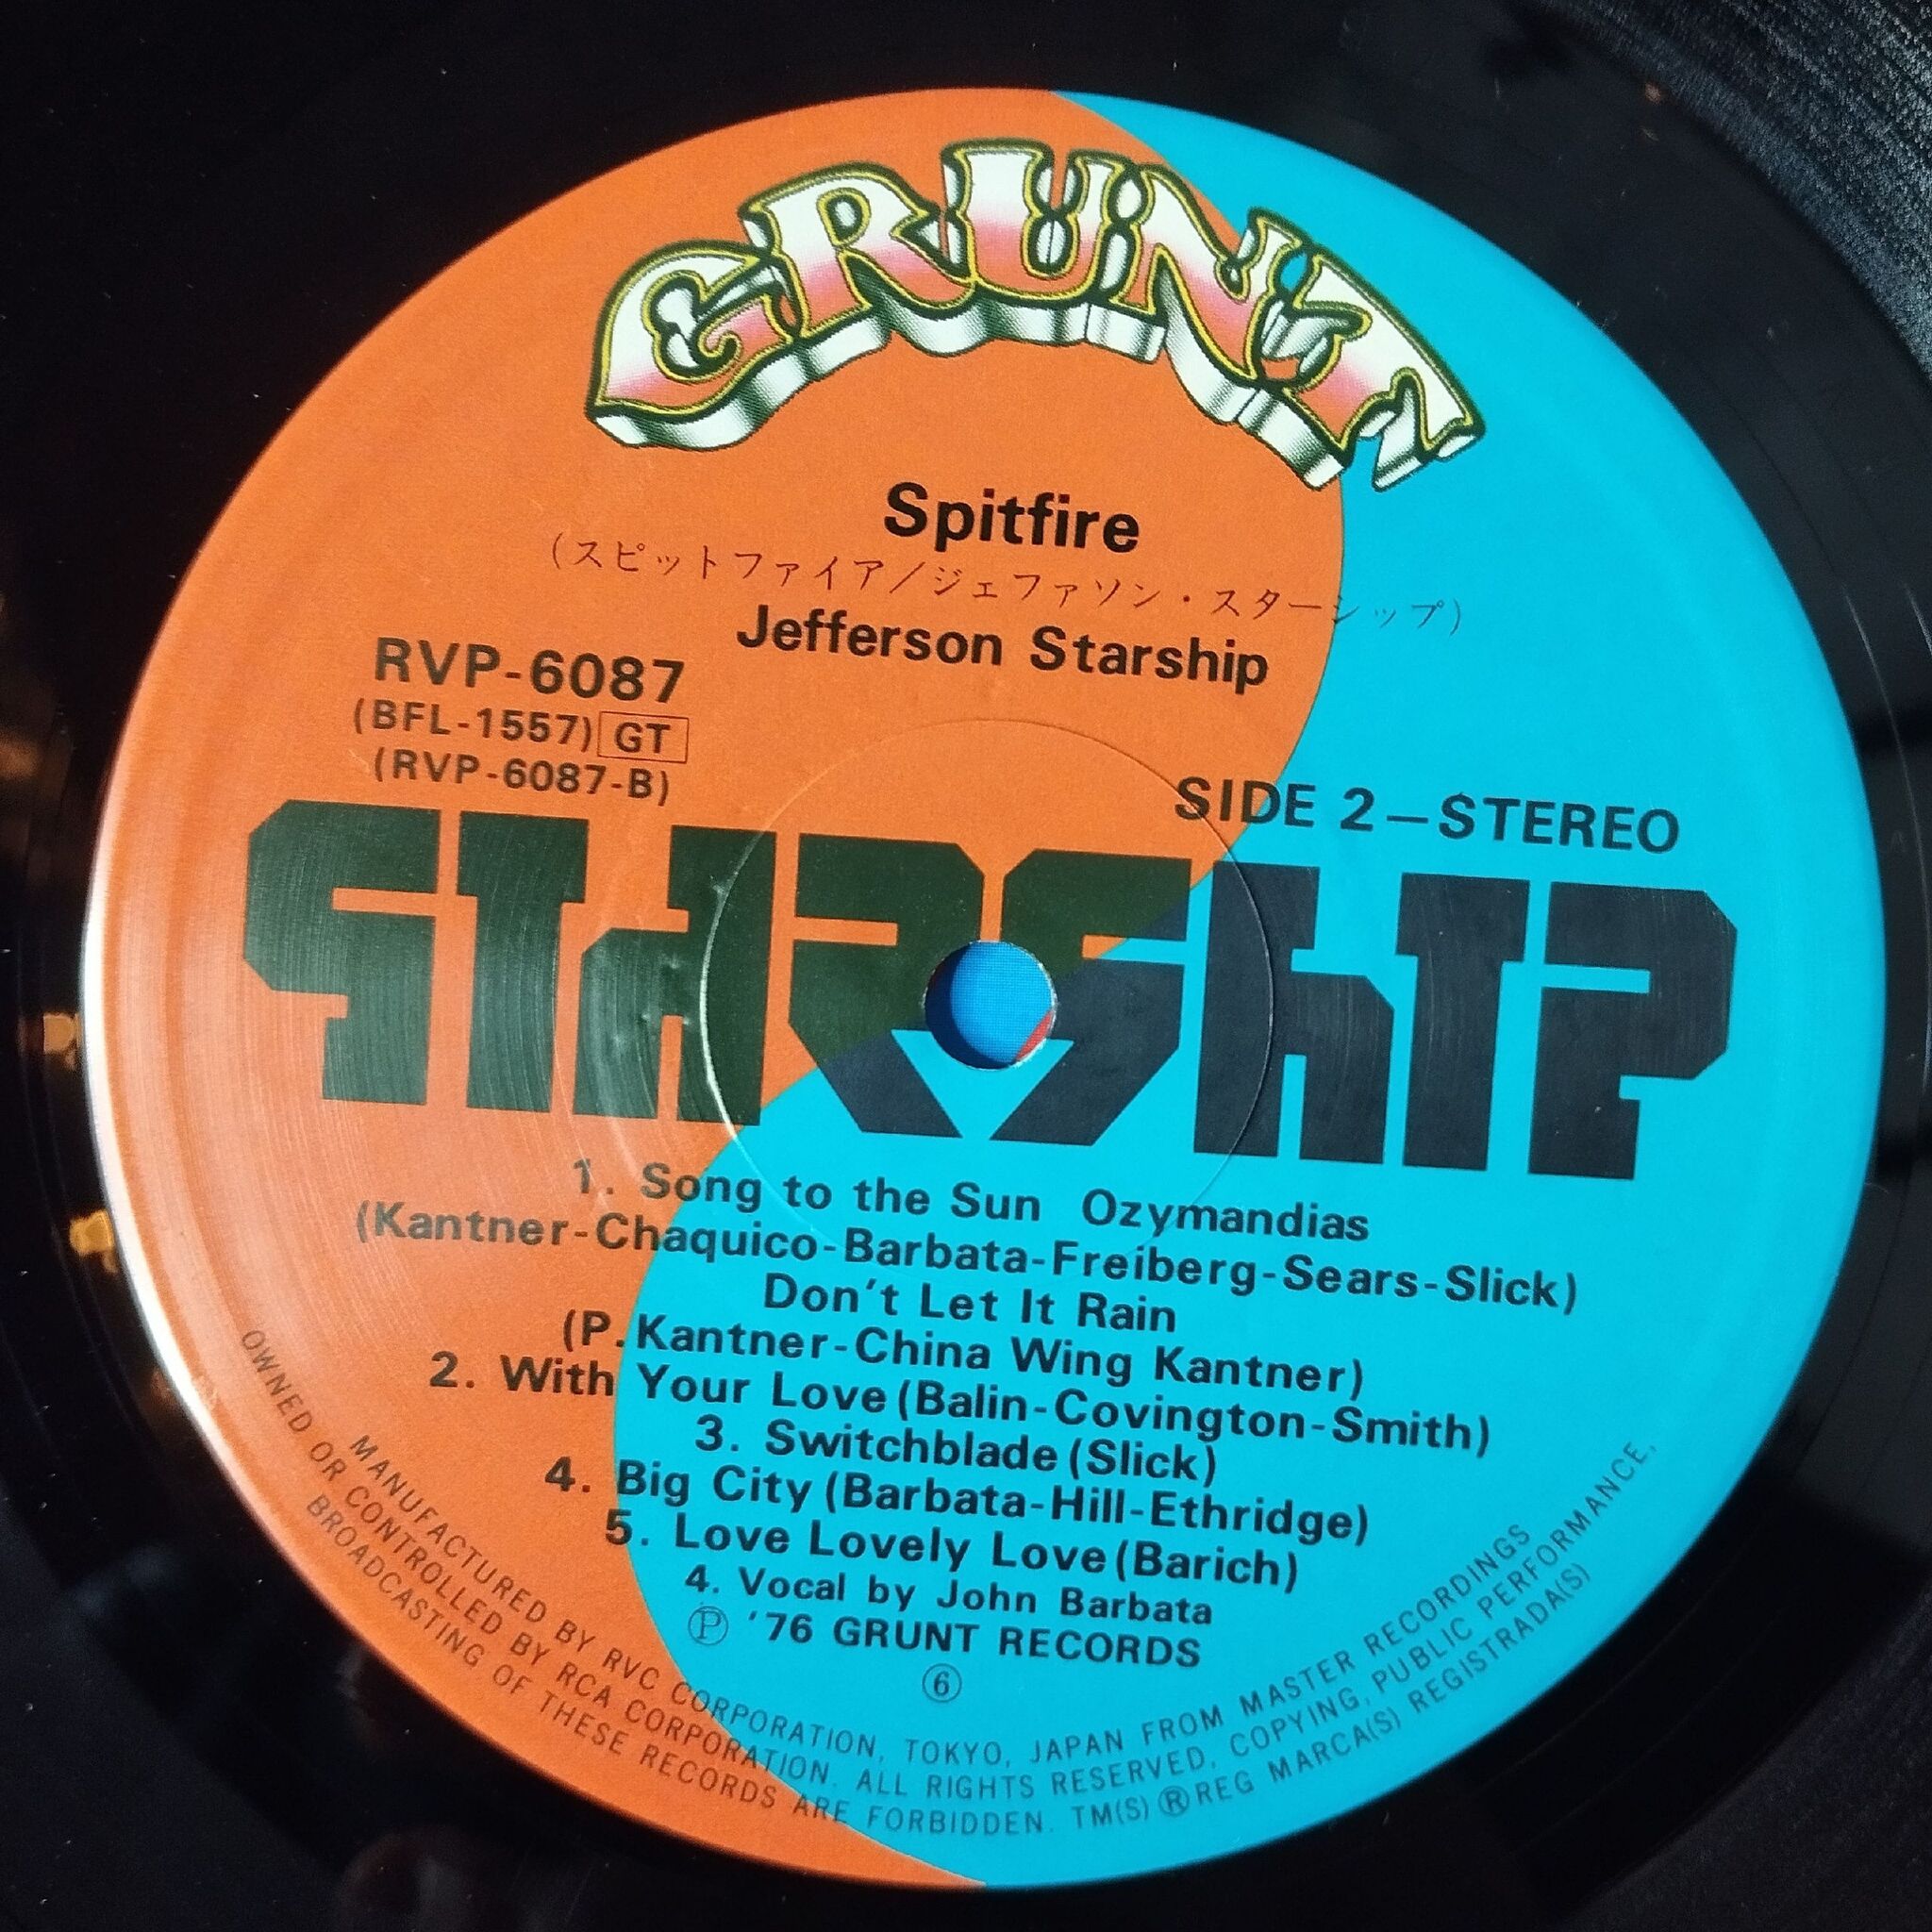 GRUNT
Spitfire
(スピットファイア／ジェファソン・スターシップ)
Jefferson Starship
RVP-6087
(BFL-1557) GT
(RVP-6087-B)
SIDE 2—STEREO
STARSHIP
1. Song to the Sun Ozymandias
(Kantner-Chaquico-Barbata-Freiberg-Sears-Slick)
Don't Let It Rain
(P. Kantner-China Wing Kantner)
2. With Your Love (Balin-Covington-Smith)
3. Switchblade (Slick)
4. Big City (Barbata-Hill-Ethridge)
5. Love Lovely Love (Barich)
4. Vocal by John Barbata
Ⓟ '76 GRUNT RECORDS
⑥
MANUFACTURED BY RVC CORPORATION, TOKYO, JAPAN FROM MASTER RECORDINGS
OWNED OR CONTROLLED BY RCA CORPORATION. ALL RIGHTS RESERVED, COPYING, PUBLIC PERFORMANCE,
BROADCASTING OF THESE RECORDS ARE FORBIDDEN. TM(S) ® REG MARCA(S) REGISTRADA(S)